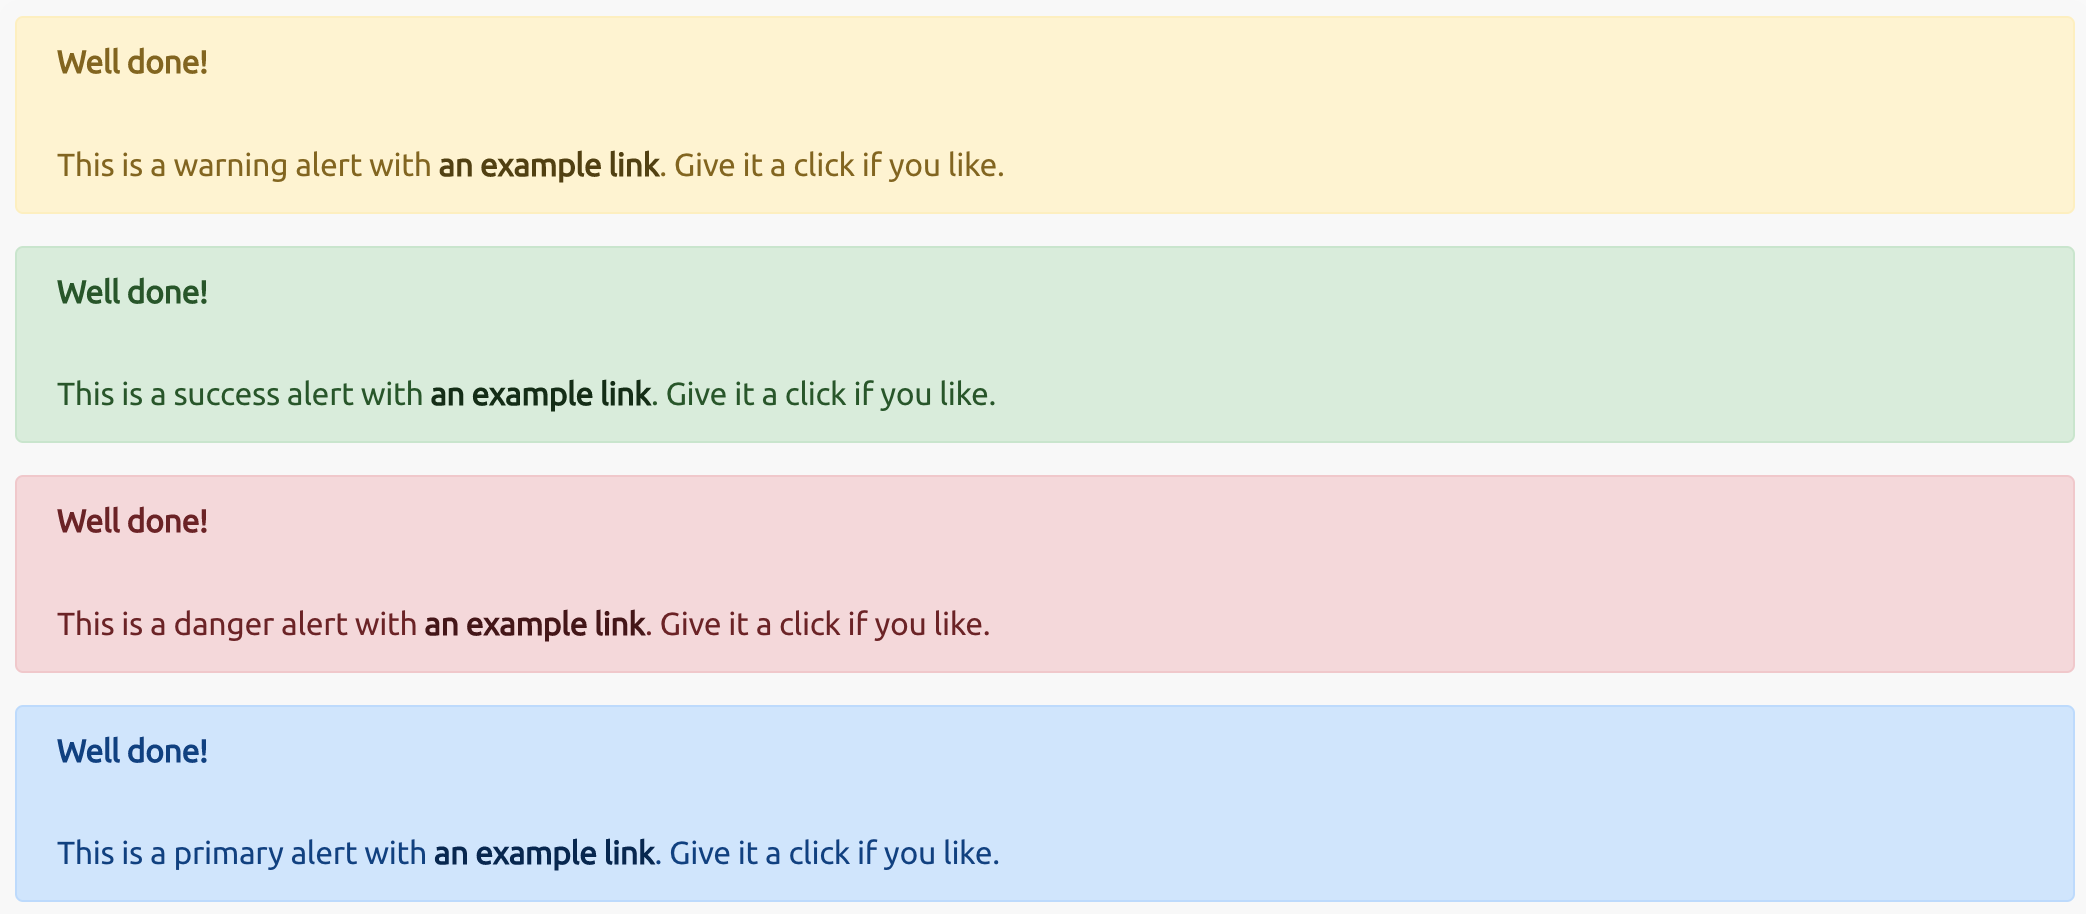 Well done!
This is a warning alert with an example link. Give it a click if you like.
Well done!
This is a success alert with an example link. Give it a click if you like.
Well done!
This is a danger alert with an example link. Give it a click if you like.
Well done!
This is a primary alert with an example link. Give it a click if you like.